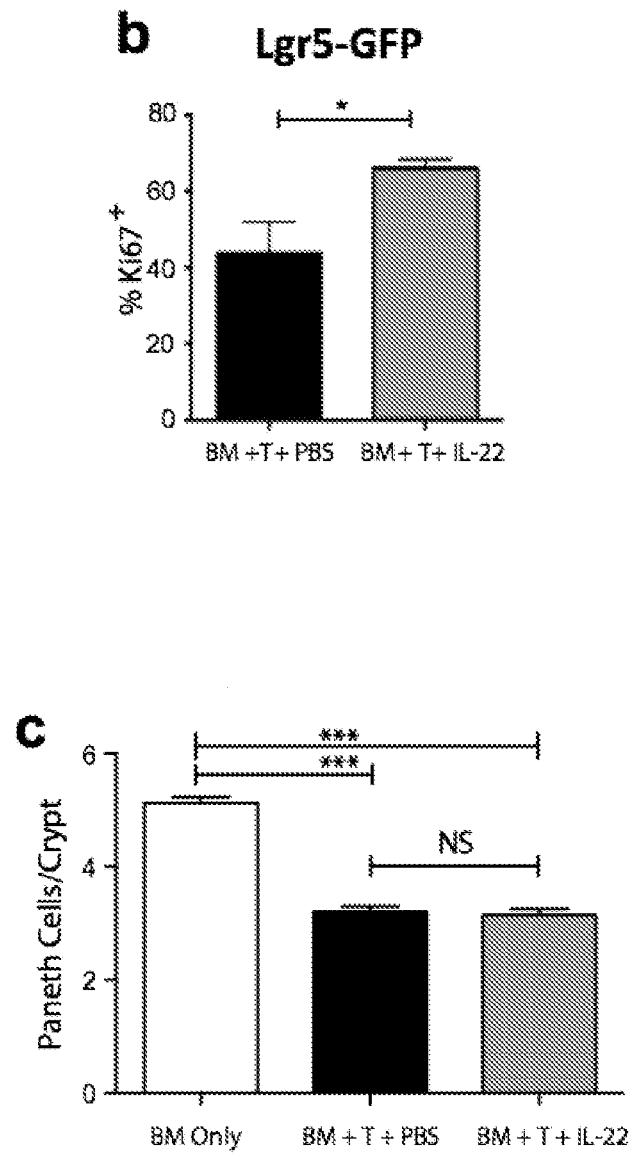 b
Lgr5-GFP
*
80
60
40
20
0
% Ki67+
BM +T+ PBS
BM+ T+ IL-22
c
***
***
NS
6
4
2
0
Paneth Cells/Crypt
BM Only
BM + T + PBS
BM + T + IL-22